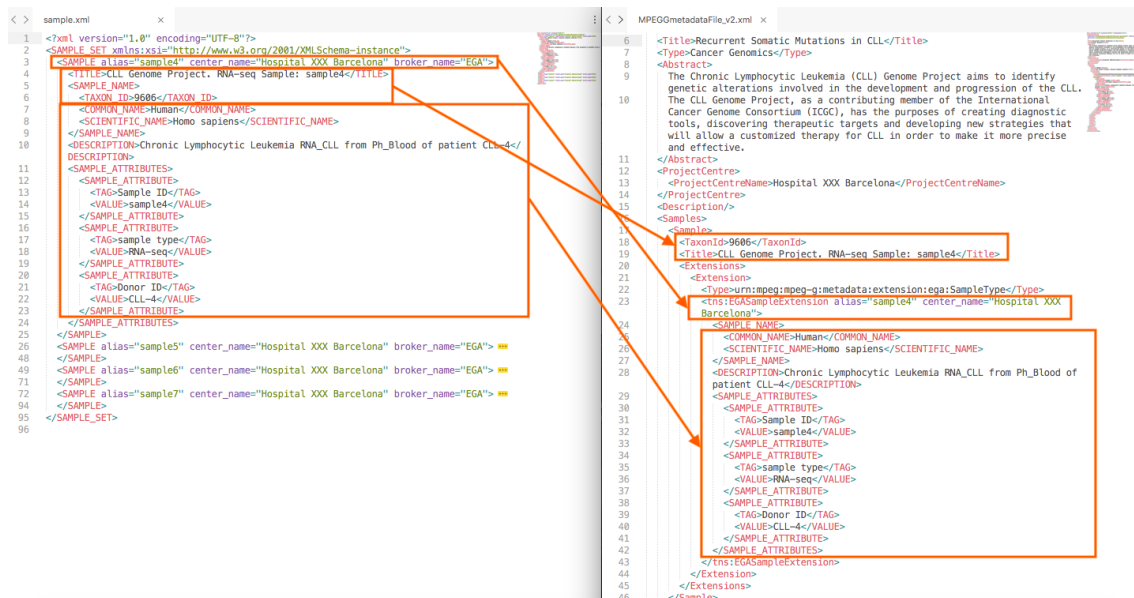 sample.xml ×
1 <?xml version="1.0" encoding="UTF-8"?>
2 <SAMPLE_SET xmlns:xsi="http://www.w3.org/2001/XMLSchema-instance">
3 <SAMPLE alias="sample4" center_name="Hospital XXX Barcelona" broker_name="EGA">
4 <TITLE>CLL Genome Project. RNA-seq Sample: sample4</TITLE>
5 <SAMPLE_NAME>
6 <TAXON_ID>9606</TAXON_ID>
7 <COMMON_NAME>Human</COMMON_NAME>
8 <SCIENTIFIC_NAME>Homo sapiens</SCIENTIFIC_NAME>
9 </SAMPLE_NAME>
10 <DESCRIPTION>Chronic Lymphocytic Leukemia RNA_CLL from Ph_Blood of patient CLL-4</
DESCRIPTION>
11 <SAMPLE_ATTRIBUTES>
12 <SAMPLE_ATTRIBUTE>
13 <TAG>Sample ID</TAG>
14 <VALUE>sample4</VALUE>
15 </SAMPLE_ATTRIBUTE>
16 <SAMPLE_ATTRIBUTE>
17 <TAG>sample type</TAG>
18 <VALUE>RNA-seq</VALUE>
19 </SAMPLE_ATTRIBUTE>
20 <SAMPLE_ATTRIBUTE>
21 <TAG>Donor ID</TAG>
22 <VALUE>CLL-4</VALUE>
23 </SAMPLE_ATTRIBUTE>
24 </SAMPLE_ATTRIBUTES>
25 </SAMPLE>
26 <SAMPLE alias="sample5" center_name="Hospital XXX Barcelona" broker_name="EGA">
48 </SAMPLE>
49 <SAMPLE alias="sample6" center_name="Hospital XXX Barcelona" broker_name="EGA">
71 </SAMPLE>
72 <SAMPLE alias="sample7" center_name="Hospital XXX Barcelona" broker_name="EGA">
94 </SAMPLE>
95 </SAMPLE_SET>
96
MPEGGmetadataFile_v2.xml ×
6 <Title>Recurrent Somatic Mutations in CLL</Title>
7 <Type>Cancer Genomics</Type>
8 <Abstract>
9 The Chronic Lymphocytic Leukemia (CLL) Genome Project aims to identify
genetic alterations involved in the development and progression of the CLL.
10 The CLL Genome Project, as a contributing member of the International
Cancer Genome Consortium (ICGC), has the purposes of creating diagnostic
tools, discovering therapeutic targets and developing new strategies that
will allow a customized therapy for CLL in order to make it more precise
and effective.
11 </Abstract>
12 <ProjectCentre>
13 <ProjectCentreName>Hospital XXX Barcelona</ProjectCentreName>
14 </ProjectCentre>
15 <Description/>
16 <Samples>
17 <Sample>
18 <TaxonId>9606</TaxonId>
19 <Title>CLL Genome Project. RNA-seq Sample: sample4</Title>
20 <Extensions>
21 <Extension>
22 <Type>urn:mpeg:mpeg-g:metadata:extension:ega:SampleType</Type>
23 <tns:EGASampleExtension alias="sample4" center_name="Hospital XXX
Barcelona">
24 <SAMPLE_NAME>
25 <COMMON_NAME>Human</COMMON_NAME>
26 <SCIENTIFIC_NAME>Homo sapiens</SCIENTIFIC_NAME>
27 </SAMPLE_NAME>
28 <DESCRIPTION>Chronic Lymphocytic Leukemia RNA_CLL from Ph_Blood of
patient CLL-4</DESCRIPTION>
29 <SAMPLE_ATTRIBUTES>
30 <SAMPLE_ATTRIBUTE>
31 <TAG>Sample ID</TAG>
32 <VALUE>sample4</VALUE>
33 </SAMPLE_ATTRIBUTE>
34 <SAMPLE_ATTRIBUTE>
35 <TAG>sample type</TAG>
36 <VALUE>RNA-seq</VALUE>
37 </SAMPLE_ATTRIBUTE>
38 <SAMPLE_ATTRIBUTE>
39 <TAG>Donor ID</TAG>
40 <VALUE>CLL-4</VALUE>
41 </SAMPLE_ATTRIBUTE>
42 </SAMPLE_ATTRIBUTES>
43 </tns:EGASampleExtension>
44 </Extension>
45 </Extensions>
46 </Sample>